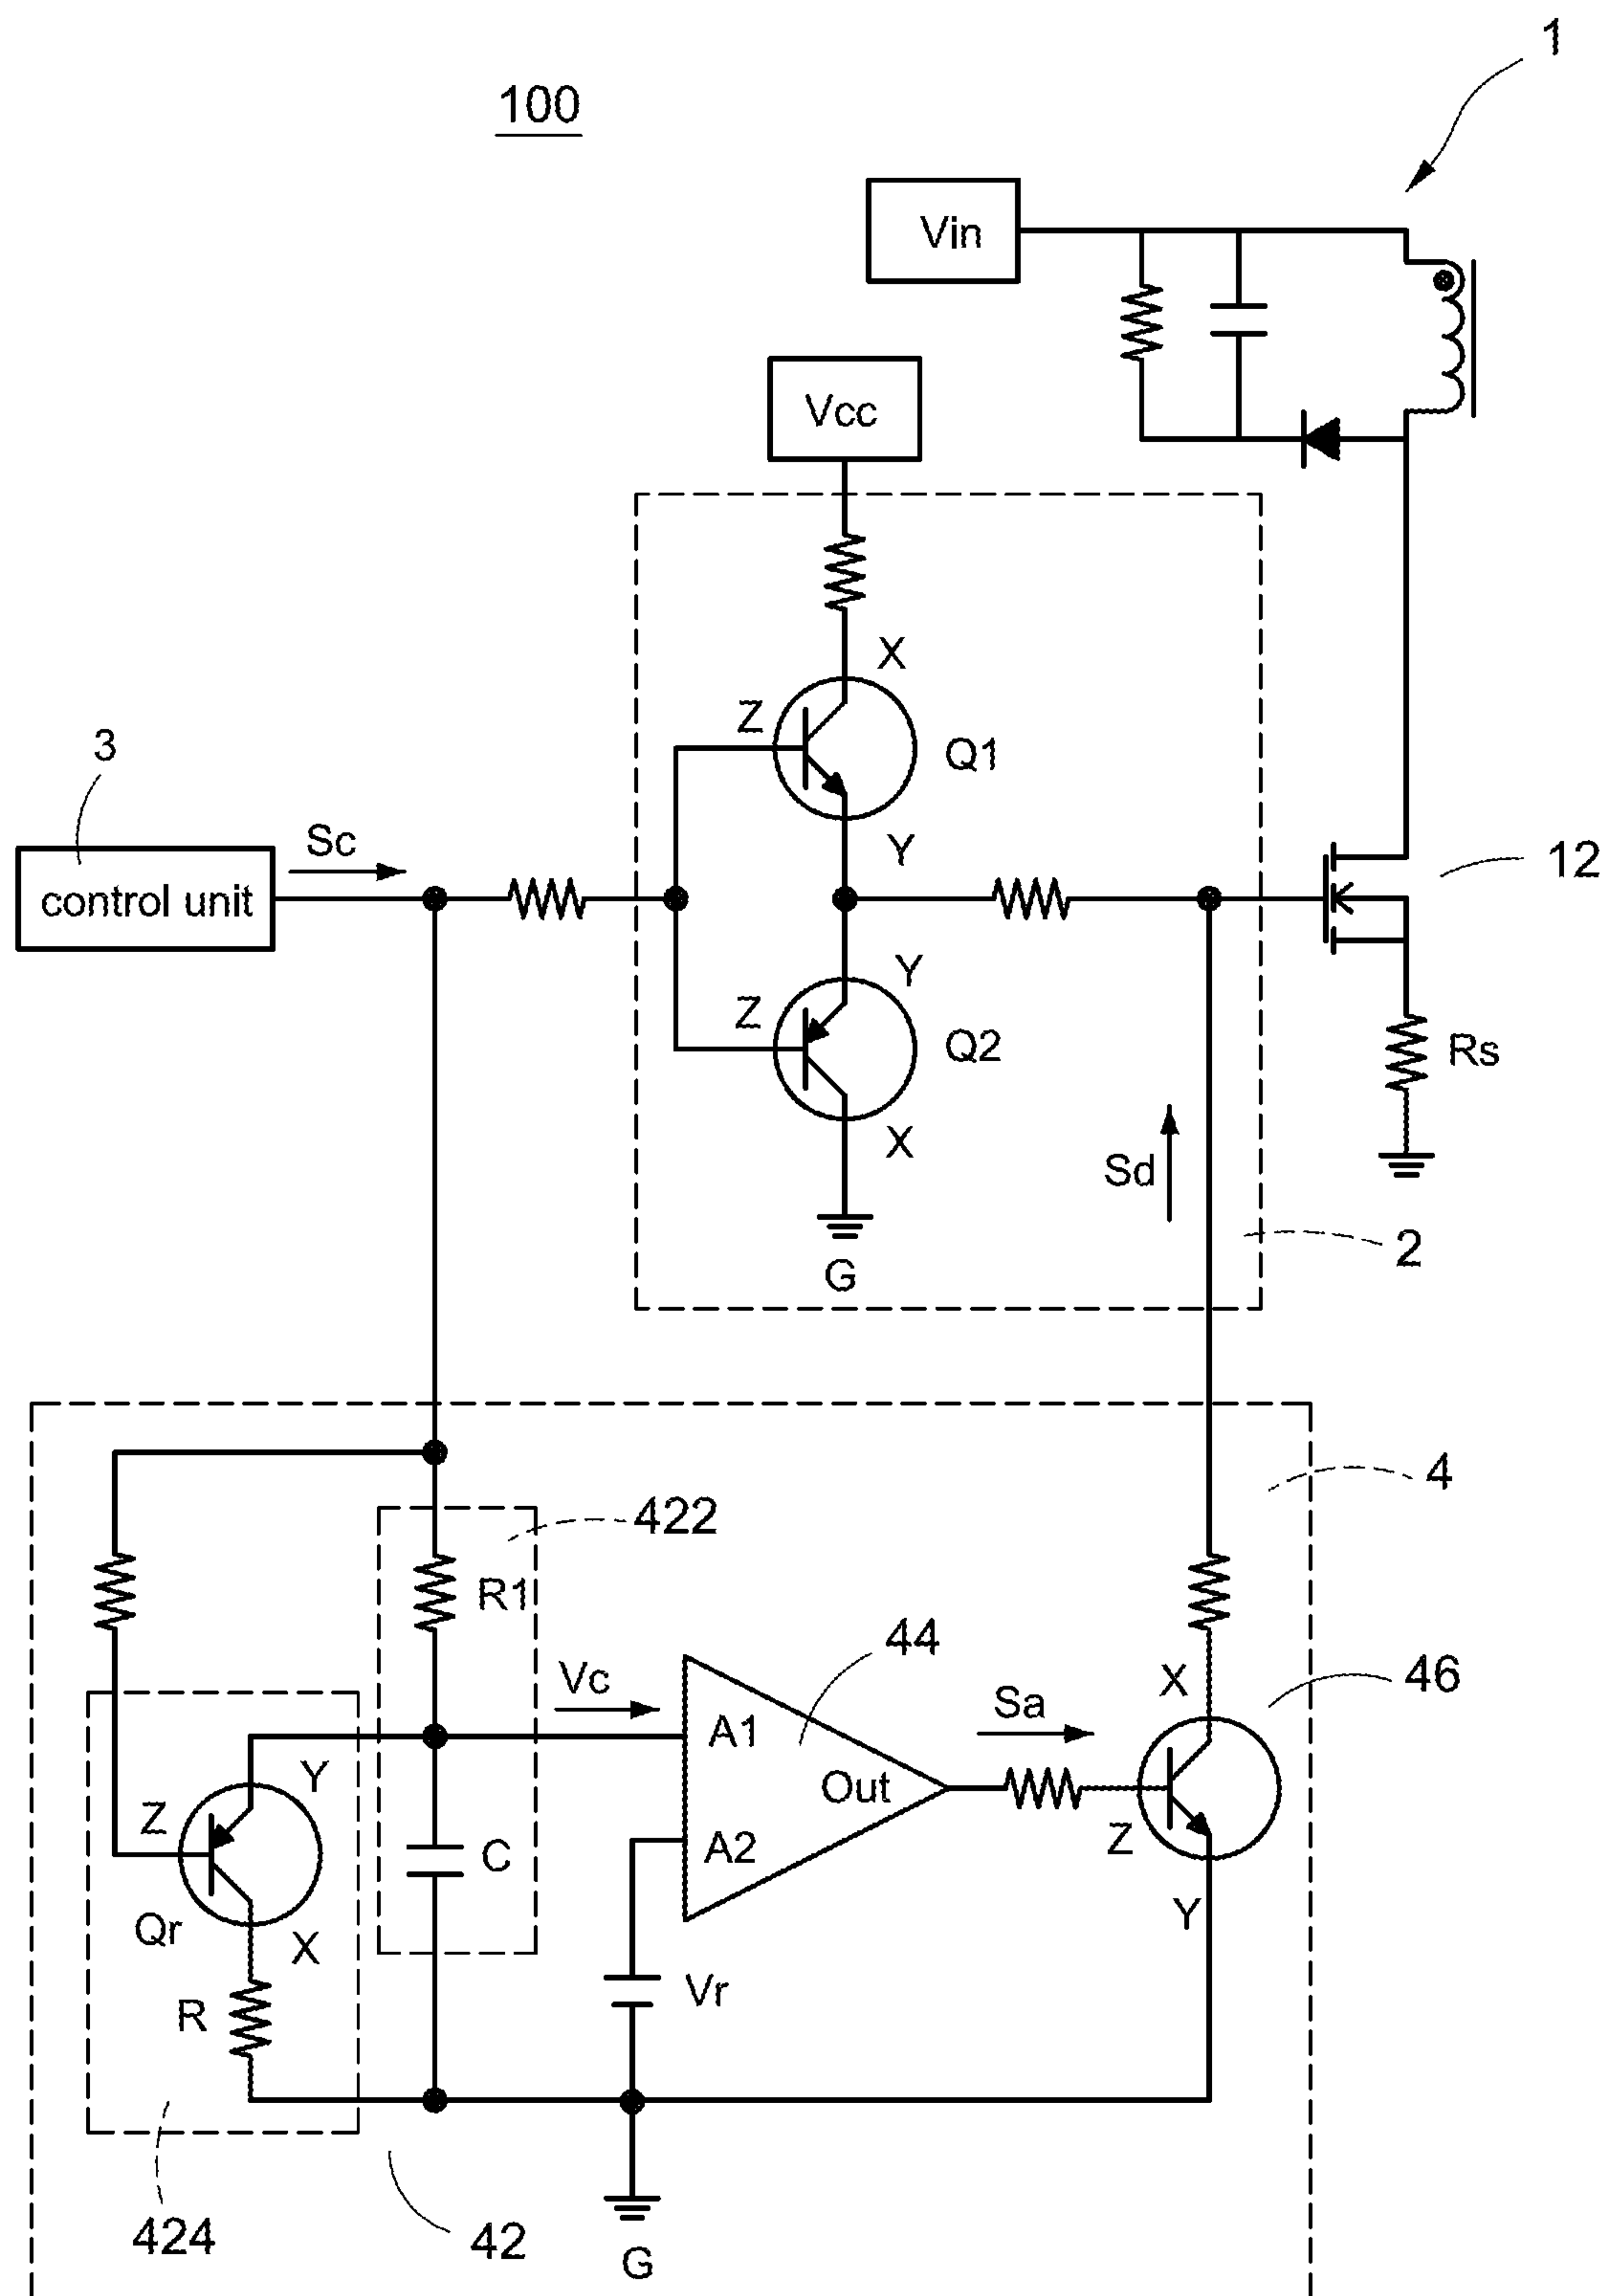 1
100
Vin
Vcc
X
Z
Q1
3
Sc
Y
control unit
12
Y
Z
Q2
Rs
X
Sd
2
G
4
422
R1
44
Vc
46
X
Sa
A1
Y
Out
Z
A2
Z
C
Qr
X
Y
Vr
R
424
42
G